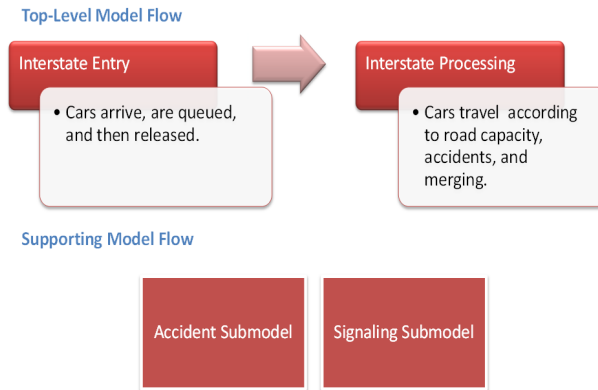 Top-Level Model Flow
Interstate Entry
Interstate Processing
• Cars arrive, are queued,
and then released.
• Cars travel according
to road capacity,
accidents, and
merging.
Supporting Model Flow
Accident Submodel
Signaling Submodel